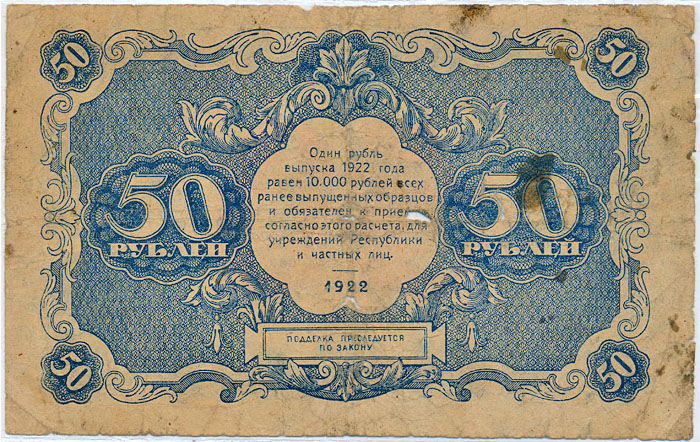 50
50
Один рубль
выпуска 1922 года
равен 10.000 рублей всех
ранее выпущенных образцов
и обязателен к прием
согласно этого расчета, для
учреждений Республики
и частных лиц.
1922
50
РУБЛЕЙ
50
РУБЛЕЙ
ПОДДЕЛКА ПРЕСЛЕДУЕТСЯ
ПО ЗАКОНУ
50
50